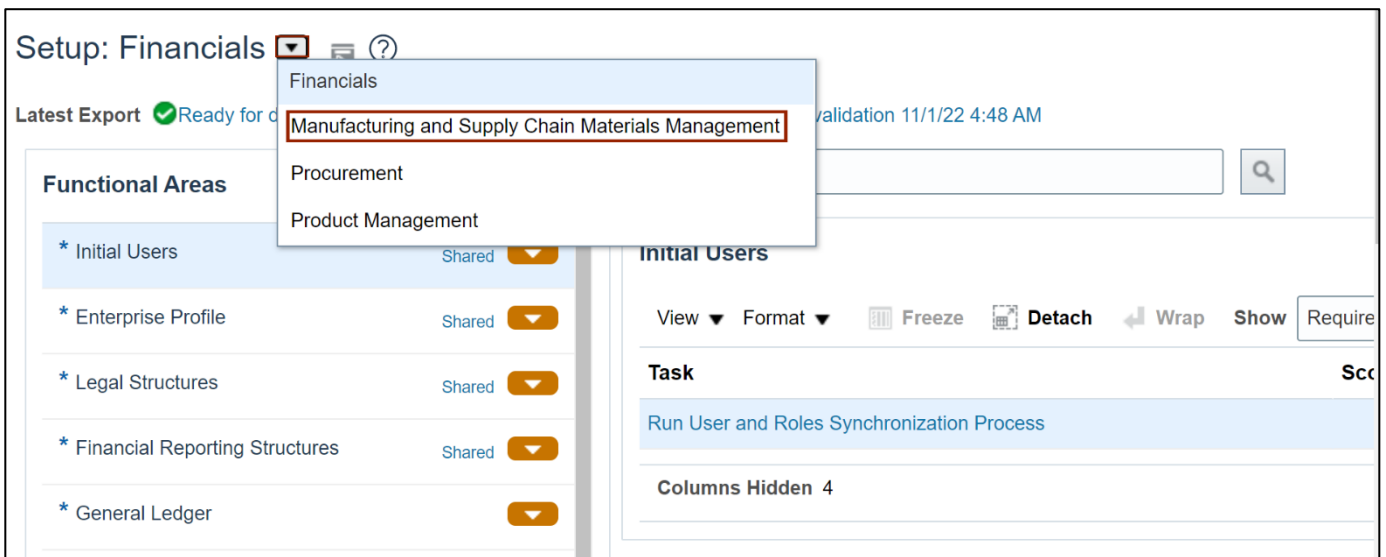 Setup: Financials
Financials
Latest Export Ready for d
Manufacturing and Supply Chain Materials Management
validation 11/1/22 4:48 AM
Procurement
Product Management
Functional Areas
* Initial Users Shared
* Enterprise Profile Shared
* Legal Structures Shared
* Financial Reporting Structures Shared
* General Ledger
Initial Users
View Format Freeze Detach Wrap Show Require
Task Sco
Run User and Roles Synchronization Process
Columns Hidden 4